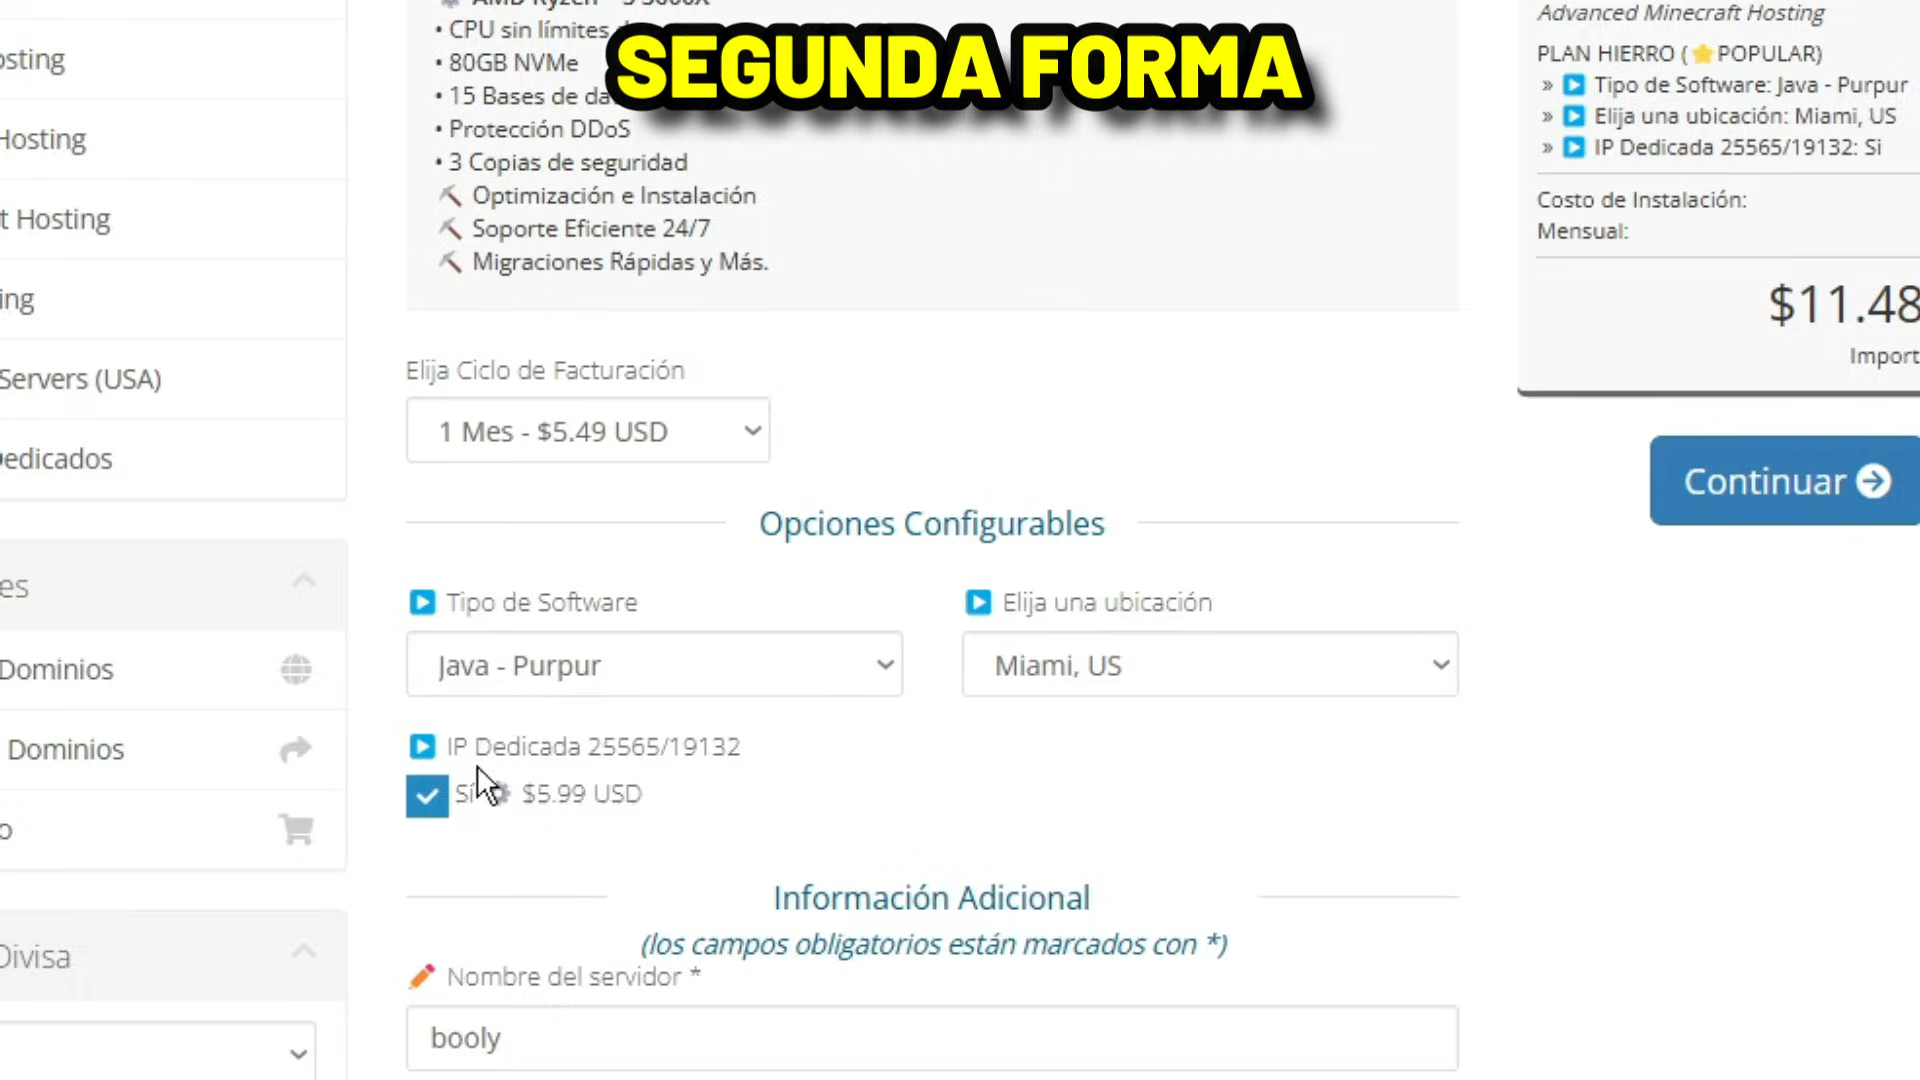 SEGUNDA FORMA
• CPU sin límites
• 80GB NVMe
• 15 Bases de
• Protección DDoS
• 3 Copias de seguridad
Optimización e Instalación
Soporte Eficiente 24/7
Migraciones Rápidas y Más.
Elija Ciclo de Facturación
1 Mes - $5.49 USD
Opciones Configurables
Tipo de Software
Java - Purpur
Elija una ubicación
Miami, US
IP Dedicada 25565/19132
Sí $5.99 USD
Información Adicional
(los campos obligatorios están marcados con *)
Nombre del servidor *
booly
Advanced Minecraft Hosting
PLAN HIERRO (⭐POPULAR)
» Tipo de Software: Java - Purpur
» Elija una ubicación: Miami, US
» IP Dedicada 25565/19132: Si
Costo de Instalación:
Mensual:
$11.48
Import
Continuar
osting
Hosting
t Hosting
ing
Servers (USA)
edicados
es
Dominios
Dominios
o
Divisa